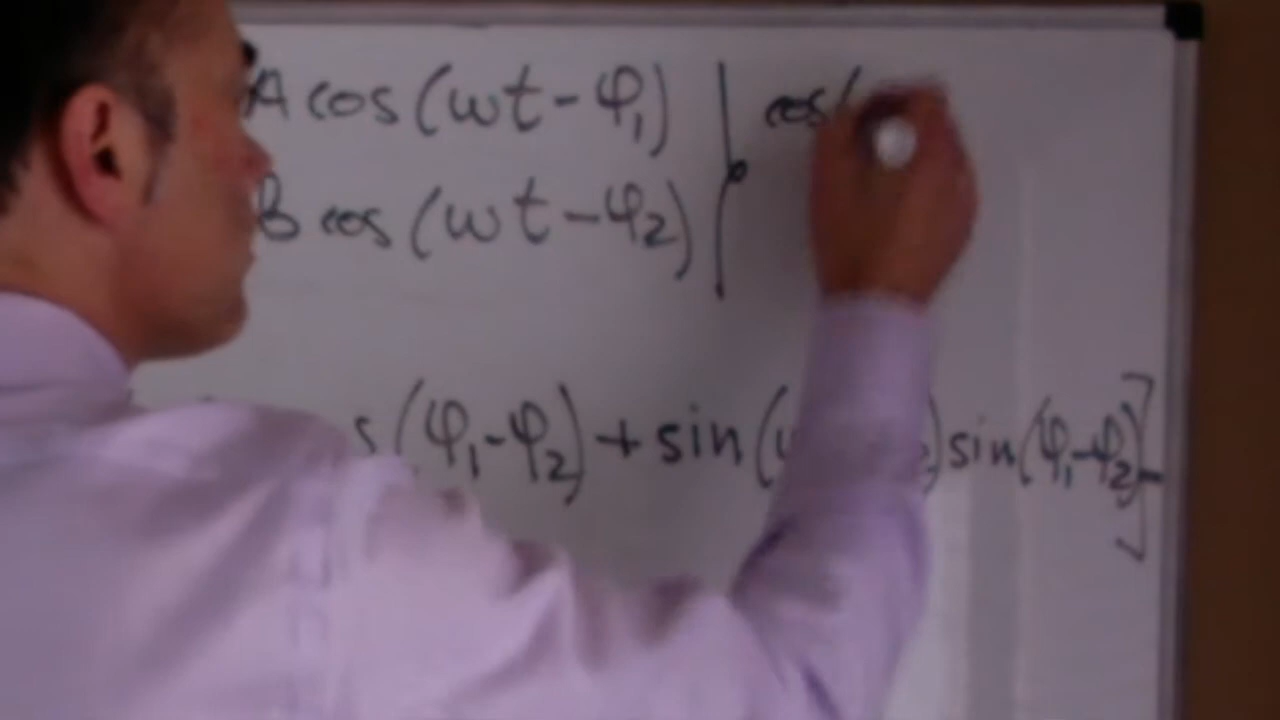 A cos(ωt-φ₁) | cos(
B cos(ωt-φ₂)
s(φ₁-φ₂)+sin( )sin(φ₁-φ₂)]-